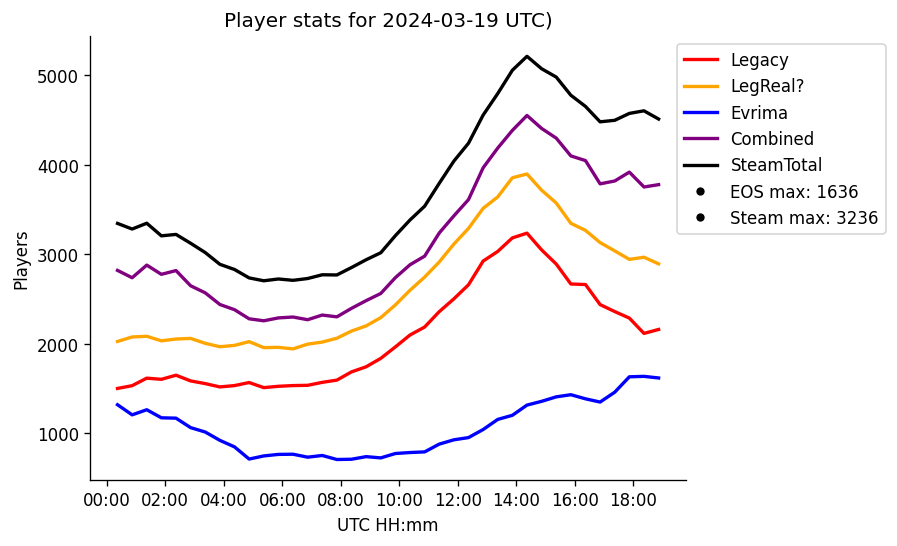 Player stats for 2024-03-19 UTC)
Legacy
LegReal?
Evrima
Combined
SteamTotal
EOS max: 1636
Steam max: 3236
Players
5000
4000
3000
2000
1000
00:00 02:00 04:00 06:00 08:00 10:00 12:00 14:00 16:00 18:00
UTC HH:mm